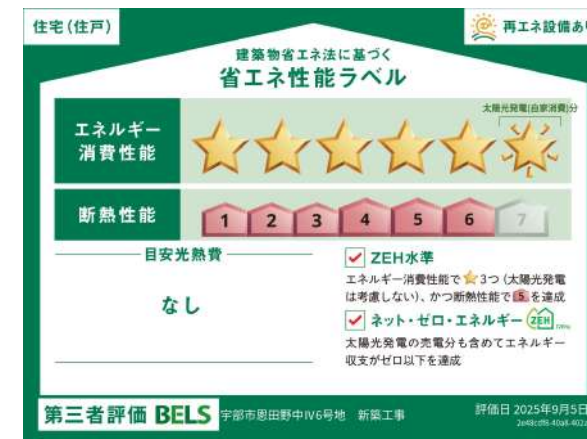 住宅(住戸)
再エネ設備あり
建築物省エネ法に基づく
省エネ性能ラベル
太陽光発電(自家消費)分
エネルギー
消費性能
断熱性能
1 2 3 4 5 6 7
目安光熱費
なし
ZEH水準
エネルギー消費性能で⭐3つ(太陽光発電
は考慮しない)、かつ断熱性能で5を達成
ネット・ゼロ・エネルギー ZEH
太陽光発電の売電分も含めてエネルギー
収支がゼロ以下を達成
第三者評価 BELS 宇部市恩田野中Ⅳ6号地 新築工事
評価日 2025年9月5日